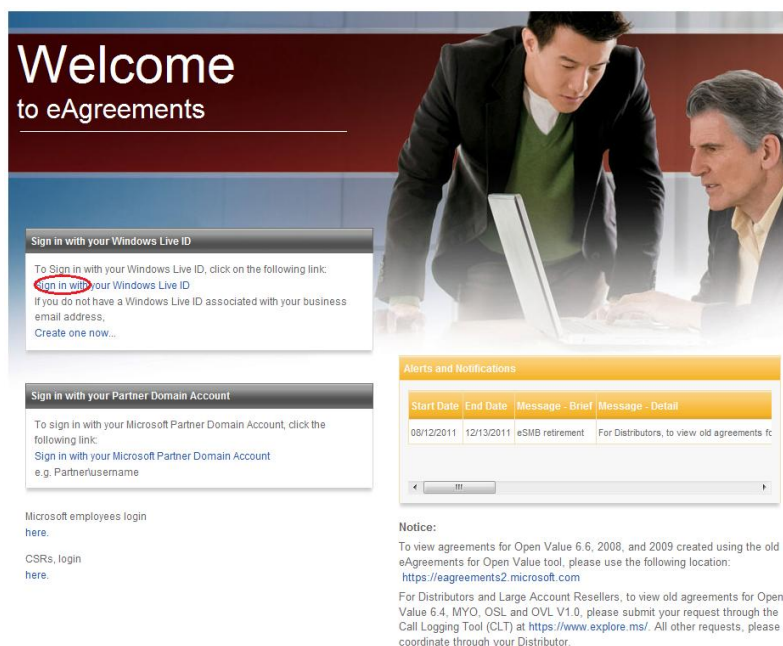 Welcome
to eAgreements
Sign in with your Windows Live ID
To Sign in with your Windows Live ID, click on the following link:
Sign in with your Windows Live ID
If you do not have a Windows Live ID associated with your business
email address,
Create one now...
Sign in with your Partner Domain Account
To sign in with your Microsoft Partner Domain Account, click the
following link:
Sign in with your Microsoft Partner Domain Account
e.g. Partner\username
Microsoft employees login
here.
CSRs, login
here.
Alerts and Notifications
Start Date End Date Message - Brief Message - Detail
08/12/2011 12/13/2011 eSMB retirement For Distributors, to view old agreements fo
Notice:
To view agreements for Open Value 6.6, 2008, and 2009 created using the old
eAgreements for Open Value tool, please use the following location:
https://eagreements2.microsoft.com
For Distributors and Large Account Resellers, to view old agreements for Open
Value 6.4, MYO, OSL and OVL V1.0, please submit your request through the
Call Logging Tool (CLT) at https://www.explore.ms/. All other requests, please
coordinate through your Distributor.